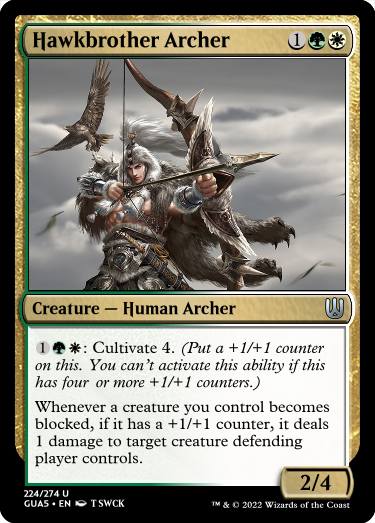 Hawkbrother Archer 1
Creature — Human Archer
1: Cultivate 4. (Put a +1/+1 counter
on this. You can't activate this ability if this
has four or more +1/+1 counters.)
Whenever a creature you control becomes
blocked, if it has a +1/+1 counter, it deals
1 damage to target creature defending
player controls.
2/4
224/274 U
GUA5 • EN TSWCK
™ & © 2022 Wizards of the Coast